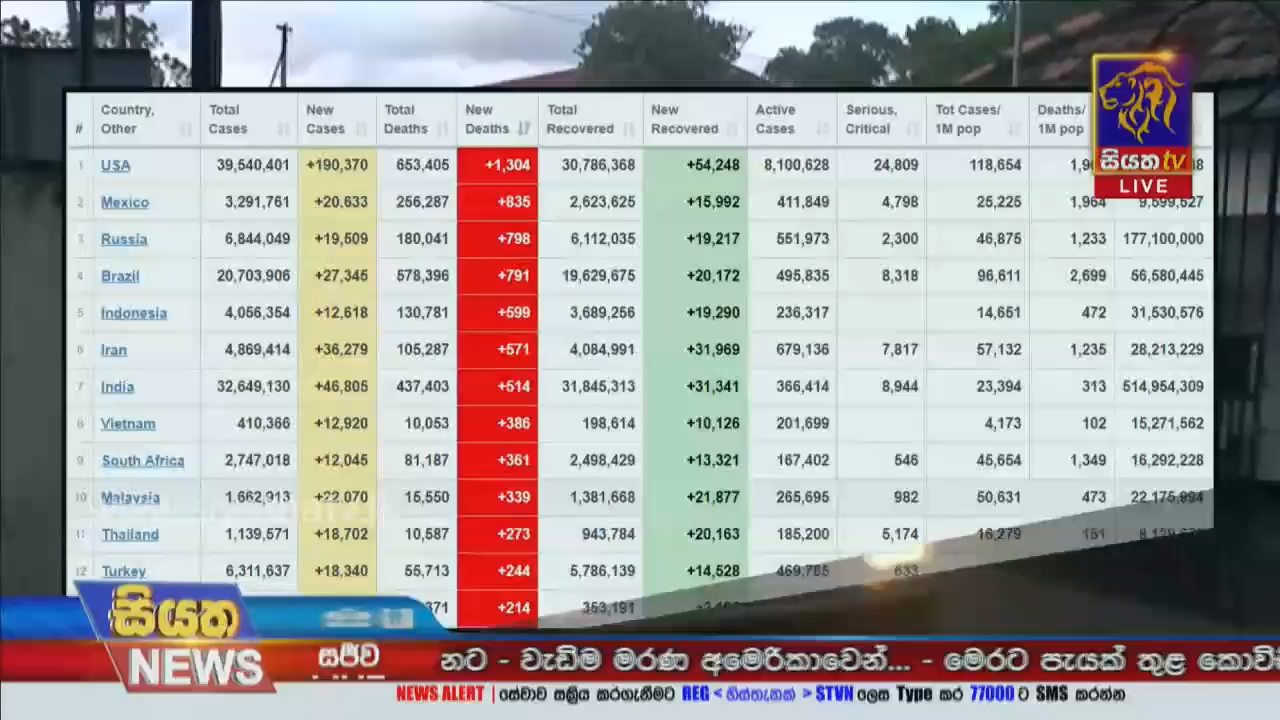 # Country, Other Total Cases New Cases Total Deaths New Deaths Total Recovered New Recovered Active Cases Serious, Critical Tot Cases/ 1M pop Deaths/ 1M pop
1 USA 39,540,401 +190,370 653,405 +1,304 30,786,368 +54,248 8,100,628 24,809 118,654
2 Mexico 3,291,761 +20,633 256,287 +835 2,623,625 +15,992 411,849 4,798 25,225 1,964 9,599,527
3 Russia 6,844,049 +19,509 180,041 +798 6,112,035 +19,217 551,973 2,300 46,875 1,233 177,100,000
4 Brazil 20,703,906 +27,345 578,396 +791 19,629,675 +20,172 495,835 8,318 96,611 2,699 56,580,445
5 Indonesia 4,056,354 +12,618 130,781 +599 3,689,256 +19,290 236,317 14,651 472 31,530,576
6 Iran 4,869,414 +36,279 105,287 +571 4,084,991 +31,969 679,136 7,817 57,132 1,235 28,213,229
7 India 32,649,130 +46,805 437,403 +514 31,845,313 +31,341 366,414 8,944 23,394 313 514,954,309
8 Vietnam 410,366 +12,920 10,053 +386 198,614 +10,126 201,699 4,173 102 15,271,562
9 South Africa 2,747,018 +12,045 81,187 +361 2,498,429 +13,321 167,402 546 45,654 1,349 16,292,228
10 Malaysia 1,662,913 +22,070 15,550 +339 1,381,668 +21,877 265,695 982 50,631 473 22,175,994
11 Thailand 1,139,571 +18,702 10,587 +273 943,784 +20,163 185,200 5,174 16,279 151
12 Turkey 6,311,637 +18,340 55,713 +244 5,786,139 +14,528 469,785 633
371 +214 353,191
සියත tv
LIVE
සියත
NEWS
සජීව
නට - වැඩිම මරණ අමෙරිකාවෙන්... - මෙරට පැයක් තුළ කොවිඩ්
NEWS ALERT | සේවාව සක්‍රීය කරගැනීමට REG < හිස්තැනක් > STVN ලෙස Type කර 77000 ට SMS කරන්න